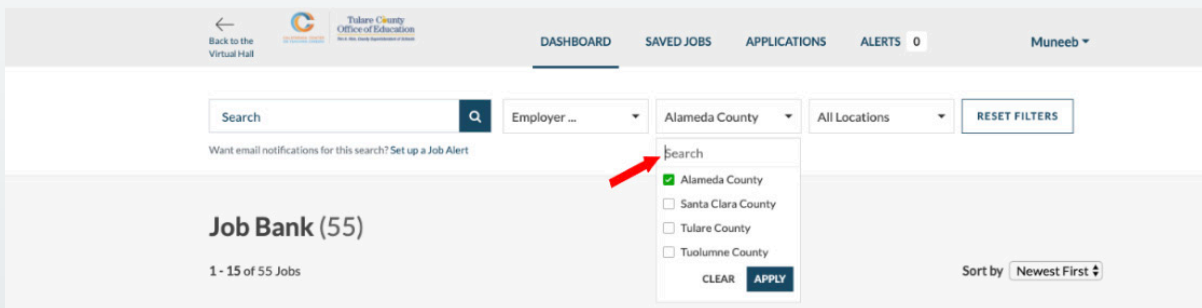 Back to the
Virtual Hall
Tulare County
Office of Education
DASHBOARD
SAVED JOBS
APPLICATIONS
ALERTS 0
Muneeb
Search
Employer ...
Alameda County
All Locations
RESET FILTERS
Want email notifications for this search? Set up a Job Alert
Search
Alameda County
Santa Clara County
Tulare County
Tuolumne County
CLEAR
APPLY
Job Bank (55)
1 - 15 of 55 Jobs
Sort by Newest First